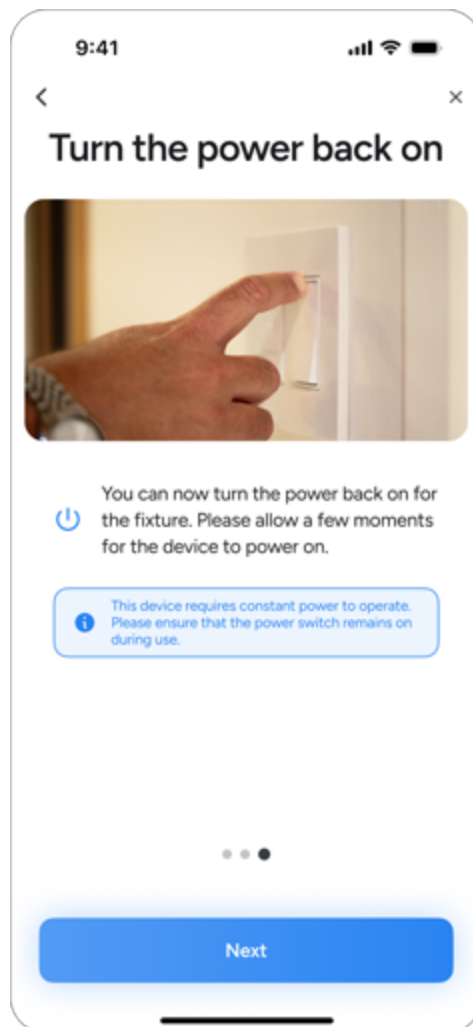 9:41
Turn the power back on
You can now turn the power back on for
the fixture. Please allow a few moments
for the device to power on.
This device requires constant power to operate.
Please ensure that the power switch remains on
during use.
Next